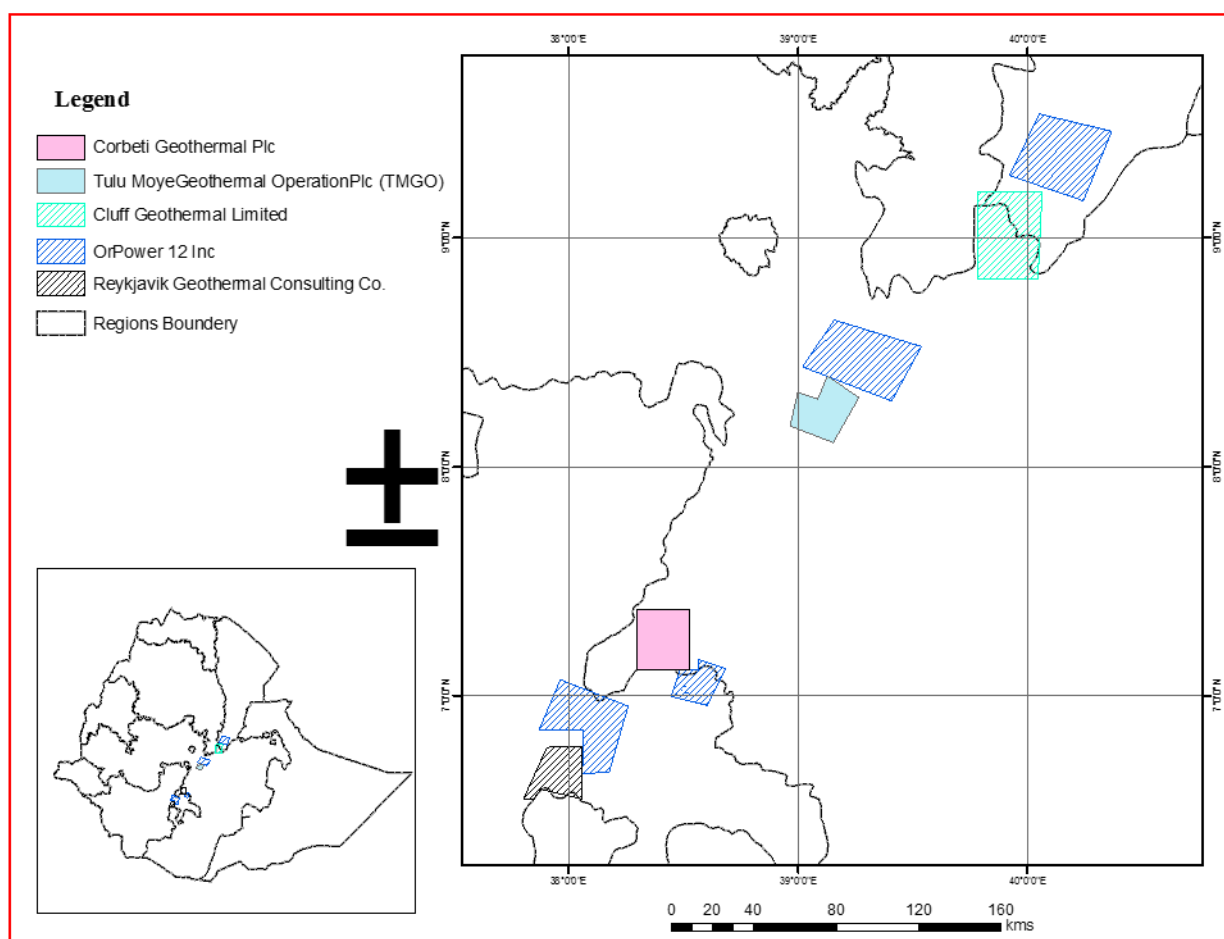 Legend
Corbeti Geothermal Plc
Tulu MoyeGeothermal OperationPlc (TMGO)
Cluff Geothermal Limited
OrPower 12 Inc
Reykjavik Geothermal Consulting Co.
Regions Boundery
38°0'0"E 39°0'0"E 40°0'0"E
9°0'0"N 9°0'0"N
8°0'0"N 8°0'0"N
7°0'0"N 7°0'0"N
38°0'0"E 39°0'0"E 40°0'0"E
0 20 40 80 120 160
kms